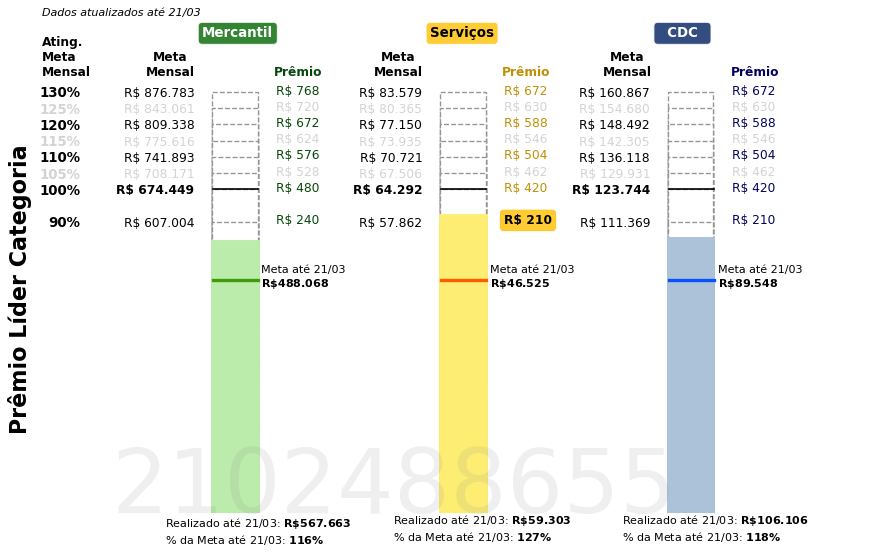 Dados atualizados até 21/03
Mercantil Serviços CDC
Ating. Meta Mensal
Meta Mensal Prêmio Meta Mensal Prêmio Meta Mensal Prêmio
130% R$ 876.783 R$ 768 R$ 83.579 R$ 672 R$ 160.867 R$ 672
125% R$ 843.061 R$ 720 R$ 80.365 R$ 630 R$ 154.680 R$ 630
120% R$ 809.338 R$ 672 R$ 77.150 R$ 588 R$ 148.492 R$ 588
115% R$ 775.616 R$ 624 R$ 73.935 R$ 546 R$ 142.305 R$ 546
110% R$ 741.893 R$ 576 R$ 70.721 R$ 504 R$ 136.118 R$ 504
105% R$ 708.171 R$ 528 R$ 67.506 R$ 462 R$ 129.931 R$ 462
100% R$ 674.449 R$ 480 R$ 64.292 R$ 420 R$ 123.744 R$ 420
90% R$ 607.004 R$ 240 R$ 57.862 R$ 210 R$ 111.369 R$ 210
Meta até 21/03 Meta até 21/03 Meta até 21/03
R$488.068 R$46.525 R$89.548
Prêmio Líder Categoria
2102488655
Realizado até 21/03: R$567.663 Realizado até 21/03: R$59.303 Realizado até 21/03: R$106.106
% da Meta até 21/03: 116% % da Meta até 21/03: 127% % da Meta até 21/03: 118%